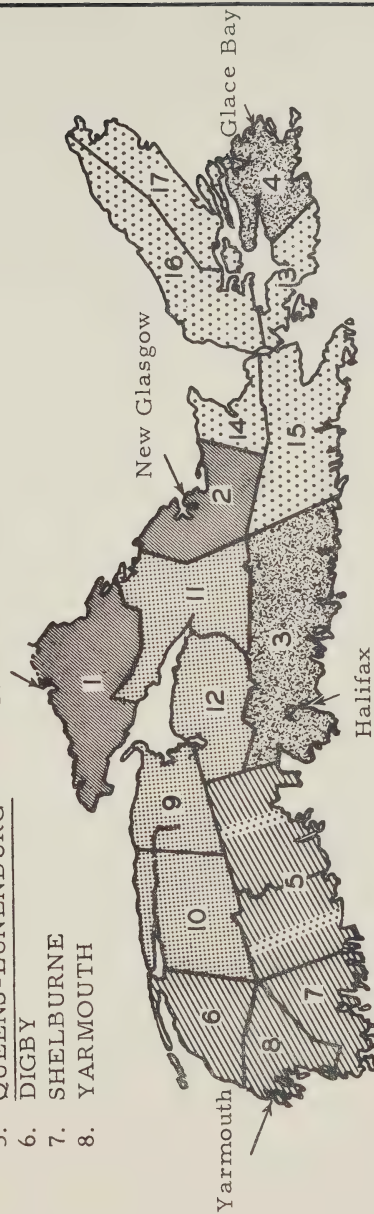 5. QUEENS-LUNENBURG
6. DIGBY
7. SHELBURNE
8. YARMOUTH
Glace Bay
New Glasgow
Halifax
Yarmouth
1
2
3
4
5
6
7
8
9
10
11
12
13
14
15
16
17